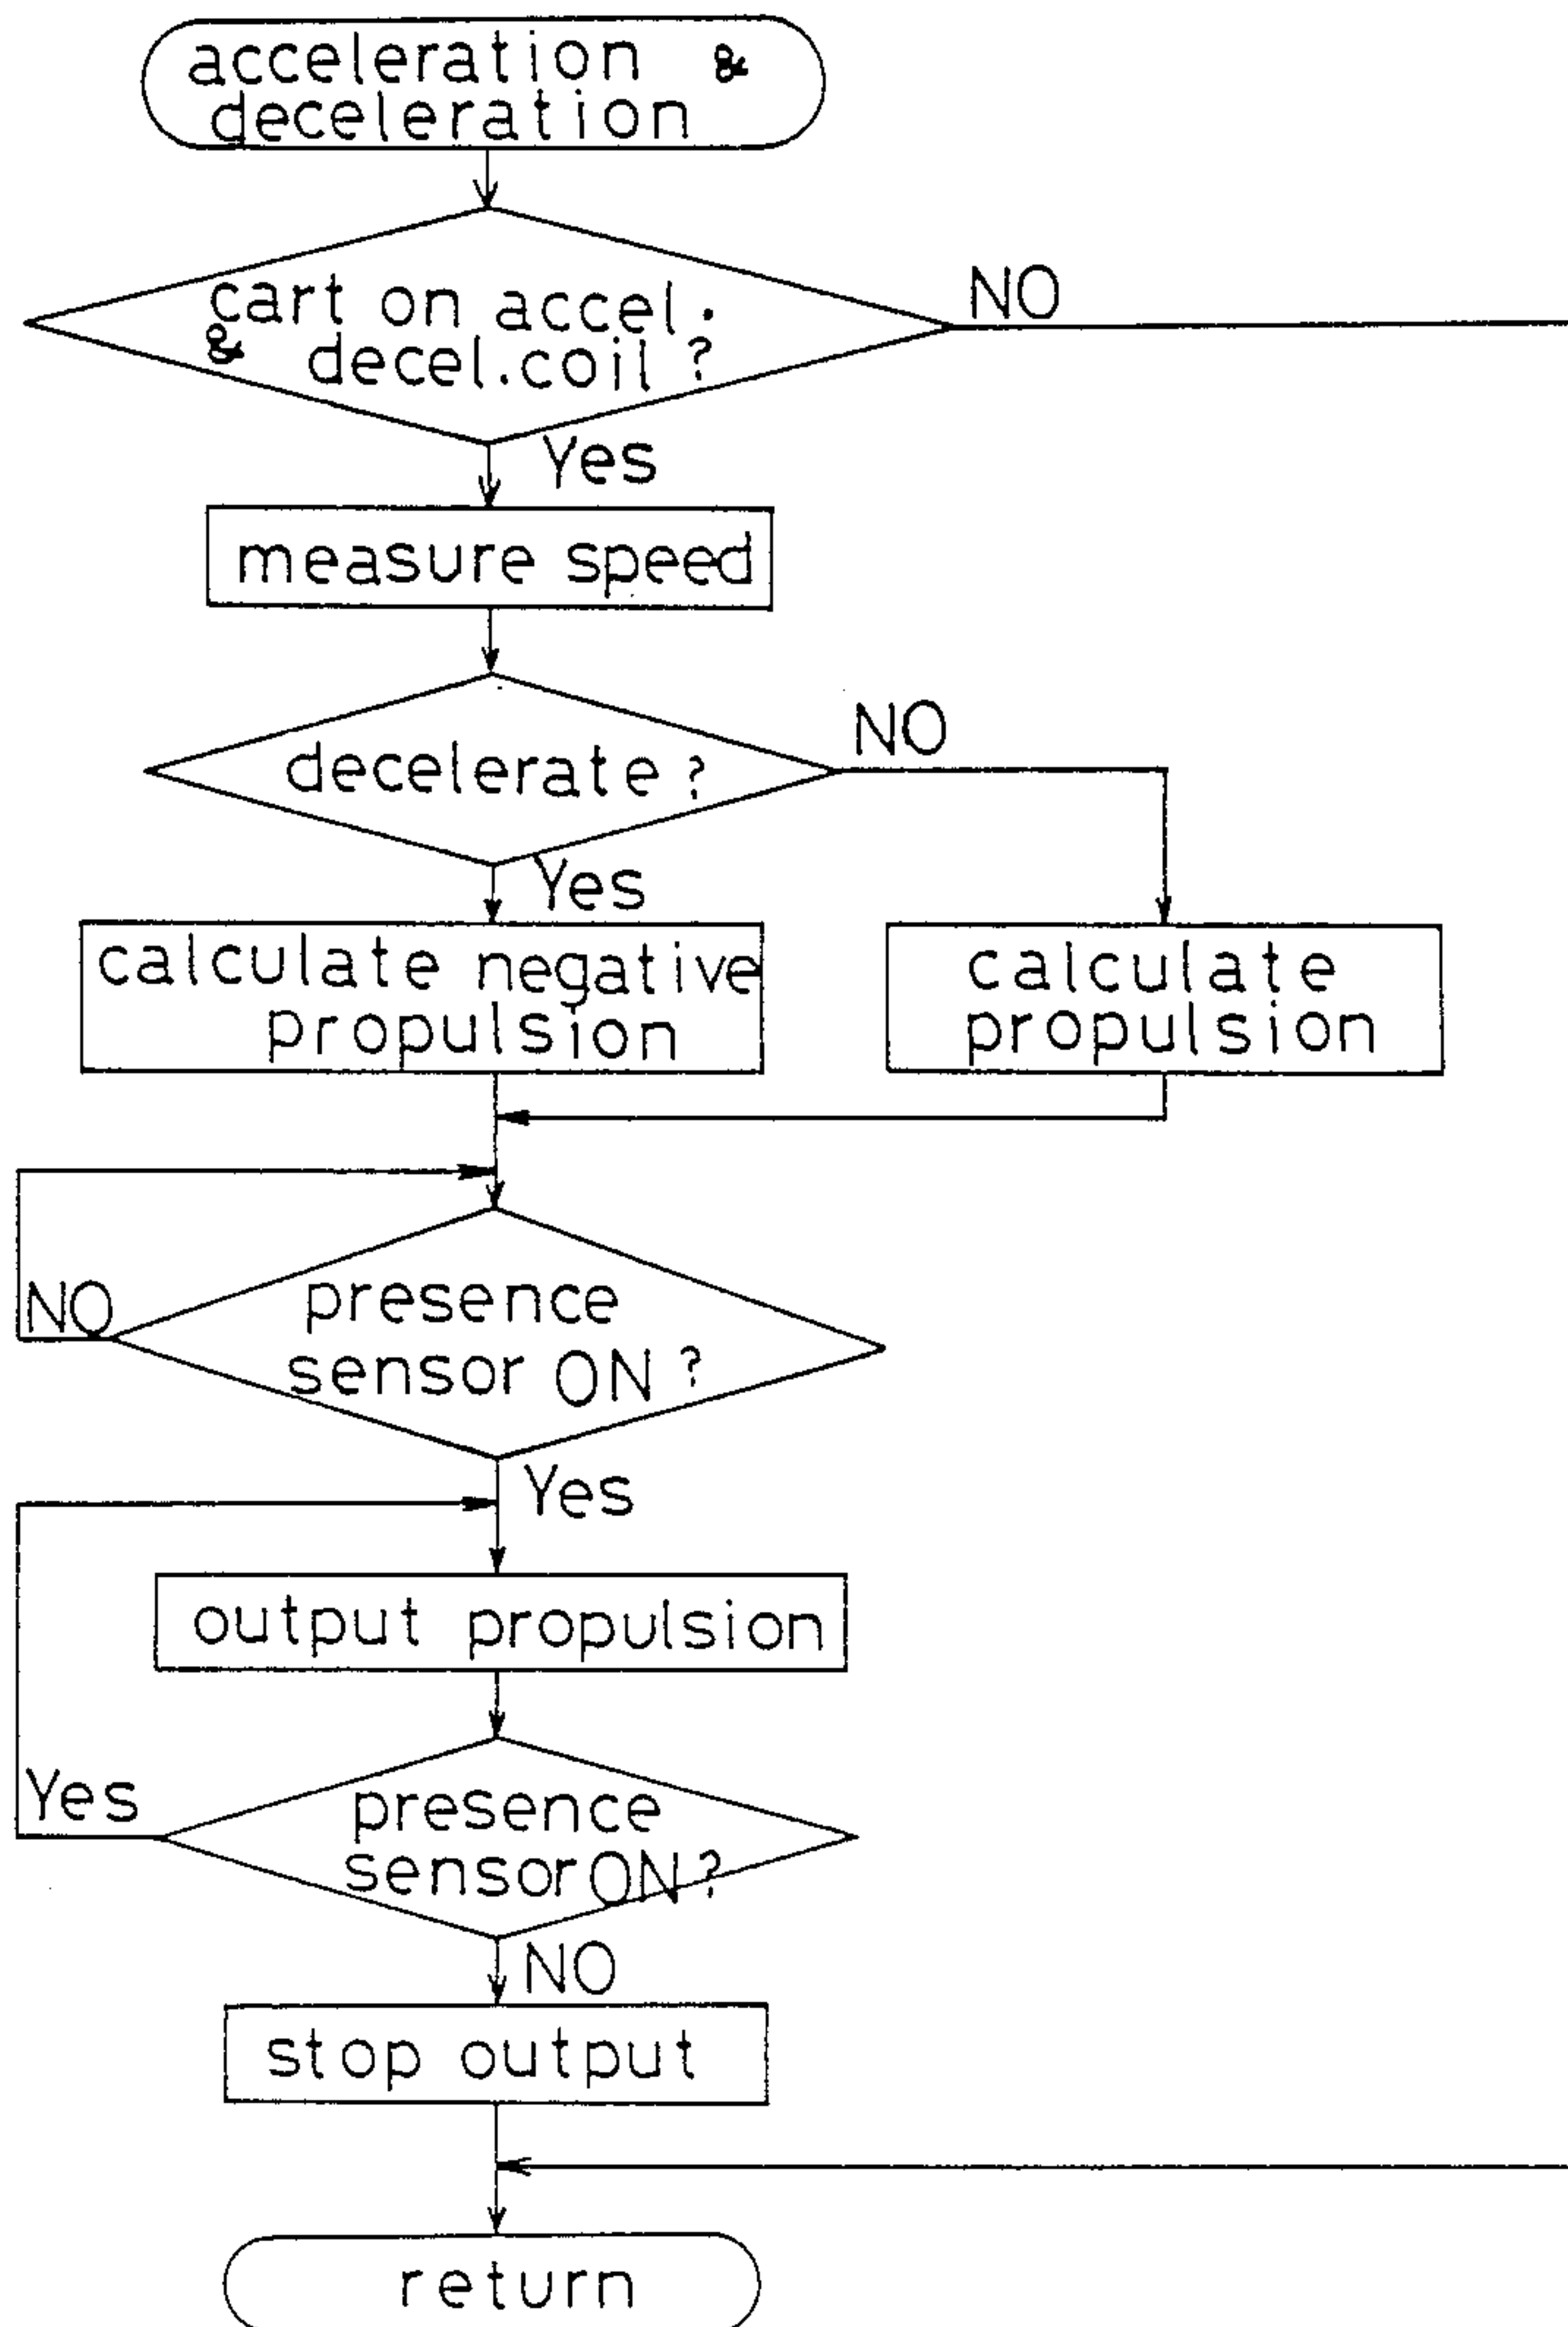 acceleration &
deceleration
cart on accel.
& decel.coil ?
NO
Yes
measure speed
decelerate ?
NO
Yes
calculate negative
propulsion
calculate
propulsion
NO
presence
sensor ON ?
Yes
output propulsion
Yes
presence
sensor ON ?
NO
stop output
return